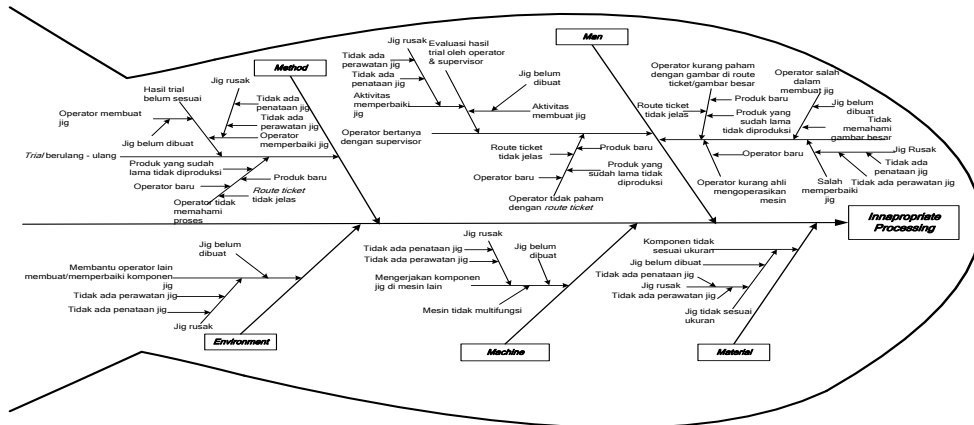 Method
Hasil trial
belum sesuai
Jig rusak
Tidak ada
penataan jig
Tidak ada
perawatan jig
Operator
memperbaiki jig
Operator membuat
jig
Jig belum dibuat
Trial berulang - ulang
Produk yang sudah
lama tidak diproduksi
Produk baru
Operator baru
Route ticket
tidak jelas
Operator tidak
memahami
proses
Man
Jig rusak
Tidak ada
perawatan jig
Tidak ada
penataan jig
Aktivitas
memperbaiki
jig
Evaluasi hasil
trial oleh operator
& supervisor
Jig belum
dibuat
Aktivitas
membuat jig
Operator bertanya
dengan supervisor
Route ticket
tidak jelas
Produk baru
Operator baru
Produk yang
sudah lama tidak
diproduksi
Operator tidak paham
dengan route ticket
Operator kurang paham
dengan gambar di route
ticket/gambar besar
Route ticket
tidak jelas
Produk baru
Produk yang
sudah lama
tidak diproduksi
Operator salah
dalam
membuat jig
Jig belum
dibuat
Tidak
memahami
gambar besar
Operator baru
Operator kurang ahli
mengoperasikan
mesin
Jig Rusak
Tidak ada
penataan jig
Tidak ada perawatan jig
Salah
memperbaiki
jig
Innapropriate
Processing
Jig belum
dibuat
Membantu operator lain
membuat/memperbaiki komponen
jig
Tidak ada perawatan jig
Tidak ada penataan jig
Jig rusak
Environment
Jig rusak
Tidak ada penataan jig
Tidak ada perawatan jig
Jig belum
dibuat
Mengerjakan komponen
jig di mesin lain
Mesin tidak multifungsi
Machine
Komponen tidak
sesuai ukuran
Jig belum dibuat
Tidak ada penataan jig
Jig rusak
Tidak ada perawatan jig
Jig tidak sesuai
ukuran
Material